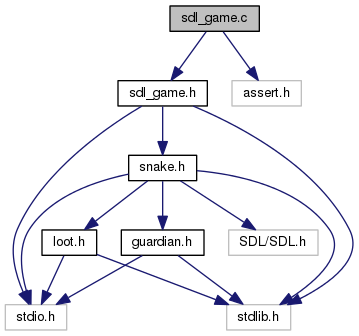 sdl_game.c
sdl_game.h
assert.h
snake.h
loot.h
guardian.h
SDL/SDL.h
stdio.h
stdlib.h